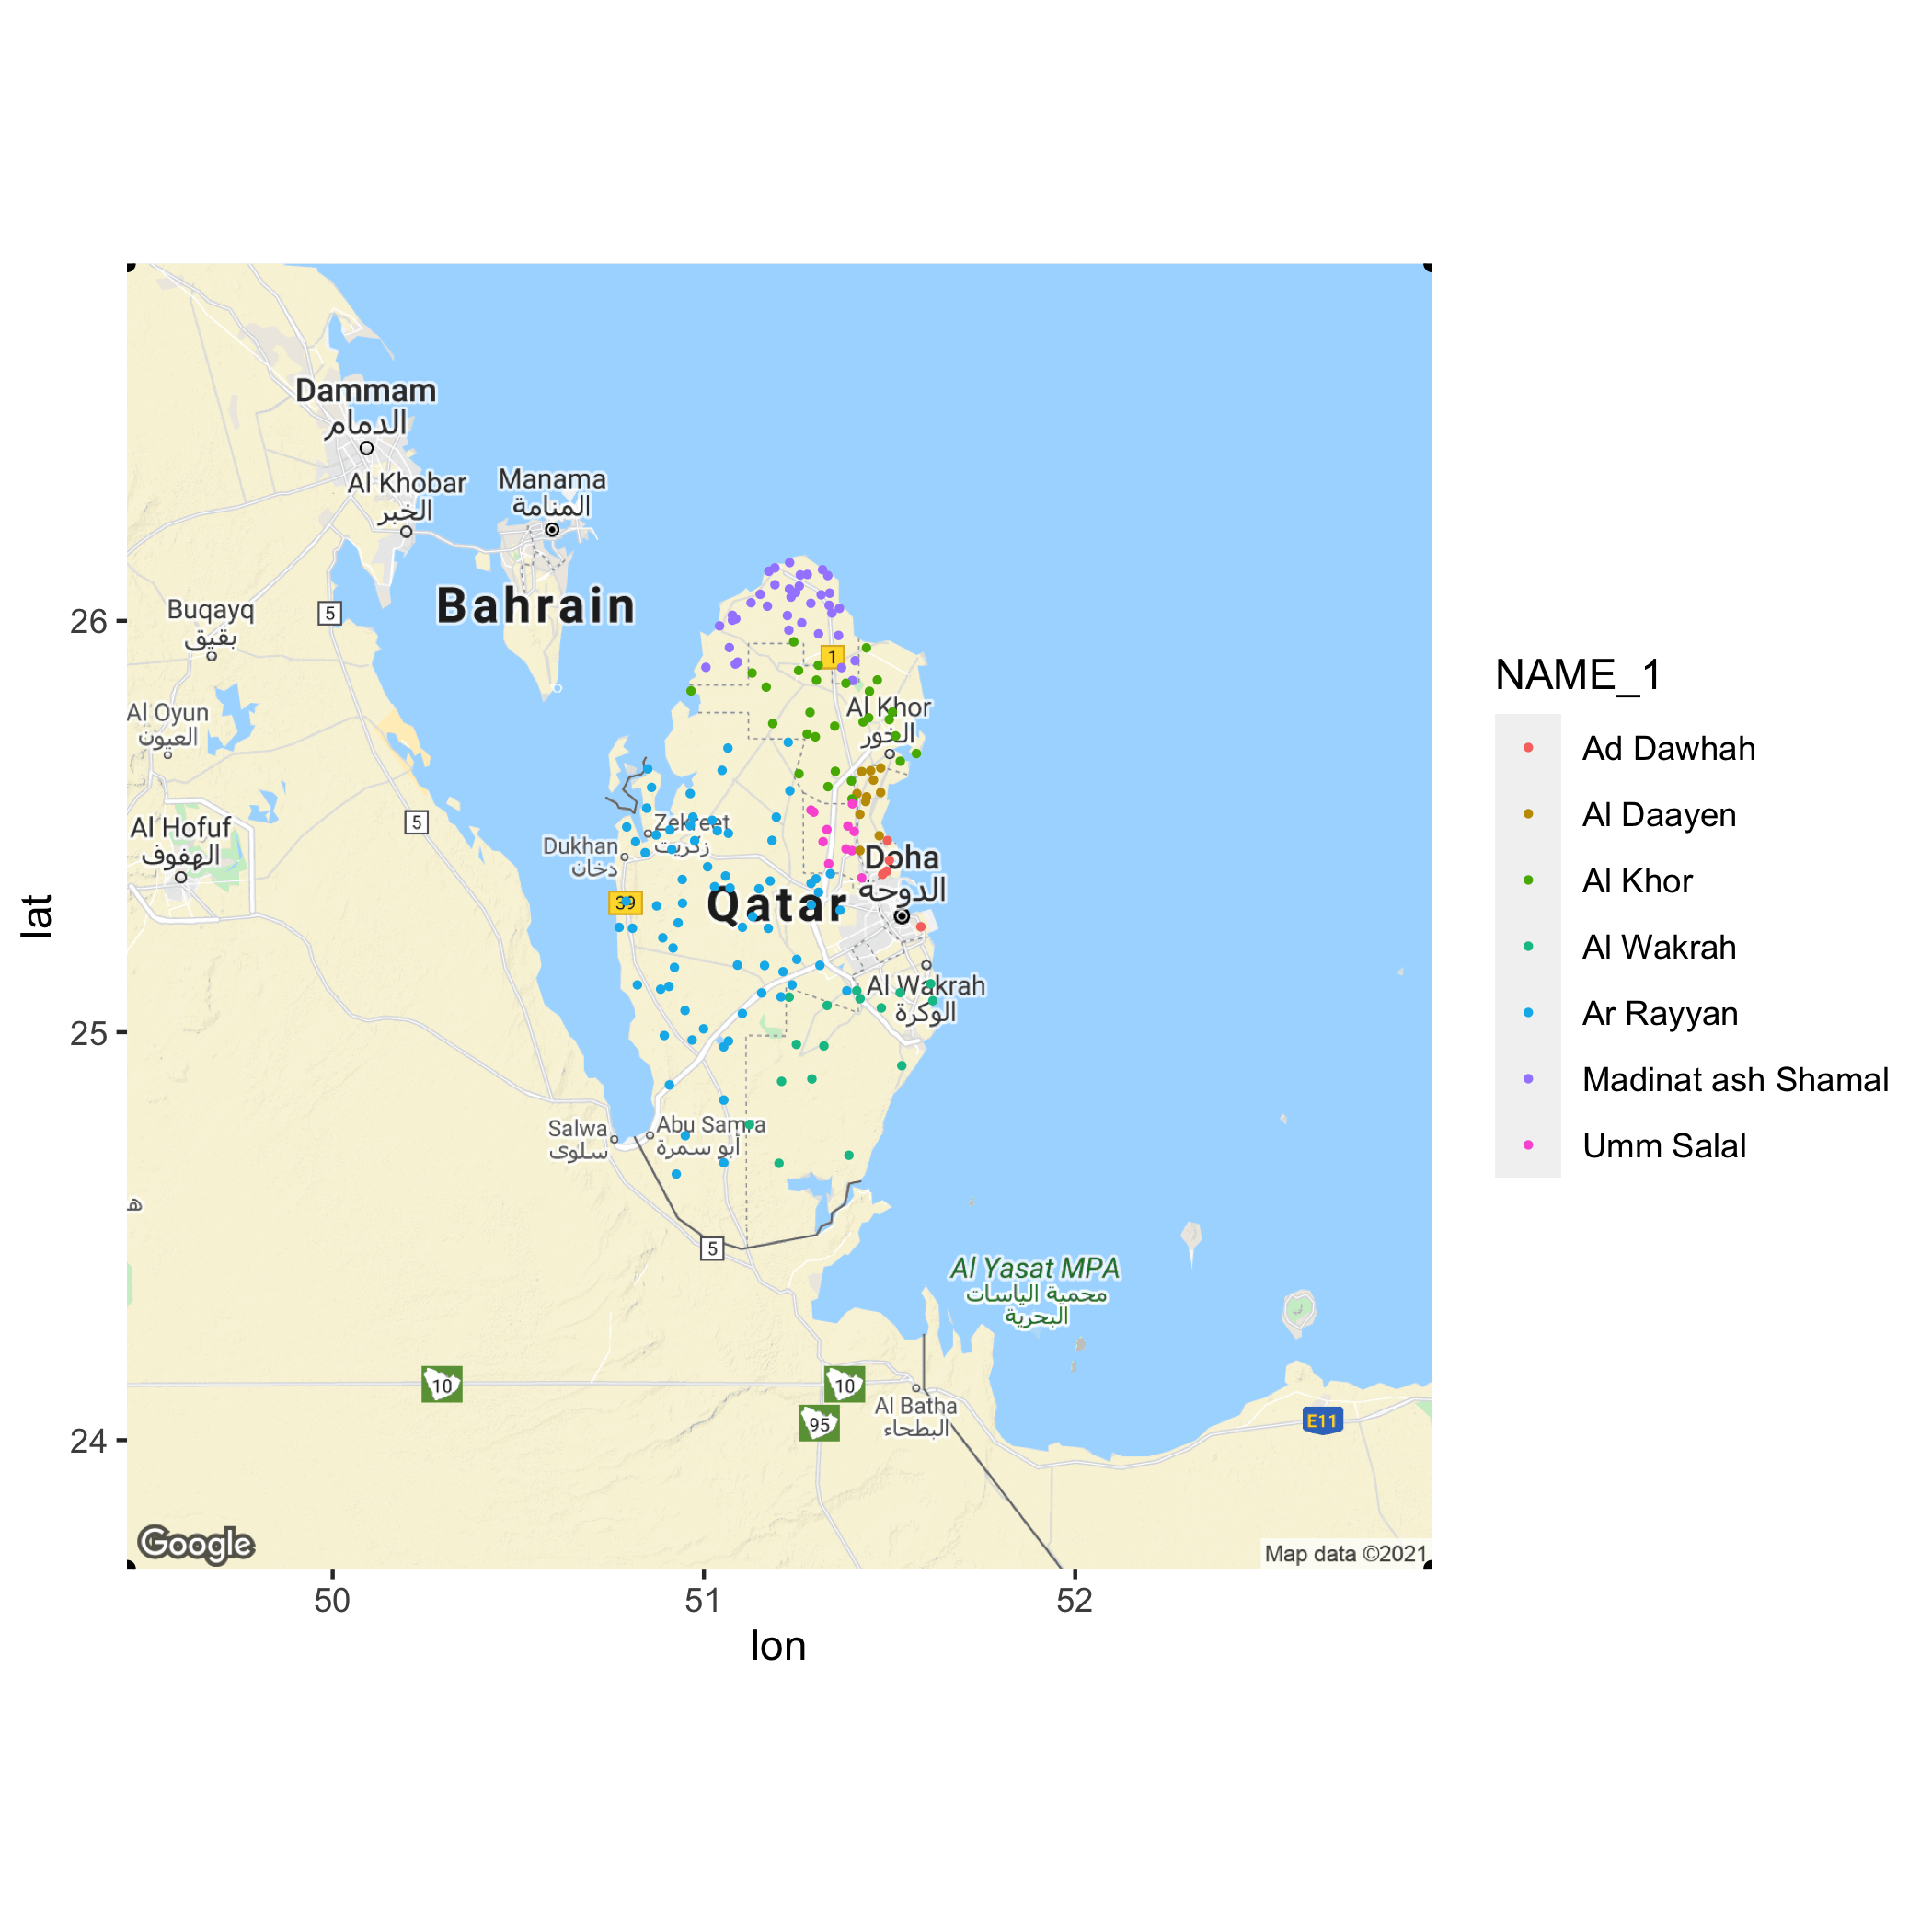 Dammam
الدمام
Al Khobar
الخبر
Manama
المنامة
Bahrain
Buqayq
بقيق
5
26
1
Al Oyun
العيون
Al Khor
الخور
5
Al Hofuf
الهفوف
Zekreet
زكريت
Dukhan
دخان
Doha
الدوحة
39
Qatar
Al Wakrah
الوكرة
25
lat
Salwa
سلوى
Abu Samra
أبو سمرة
ه
5
Al Yasat MPA
محمية الياسات
البحرية
10
10
Al Batha
البطحاء
95
E11
24
Google
Map data ©2021
50
51
52
lon
NAME_1
Ad Dawhah
Al Daayen
Al Khor
Al Wakrah
Ar Rayyan
Madinat ash Shamal
Umm Salal